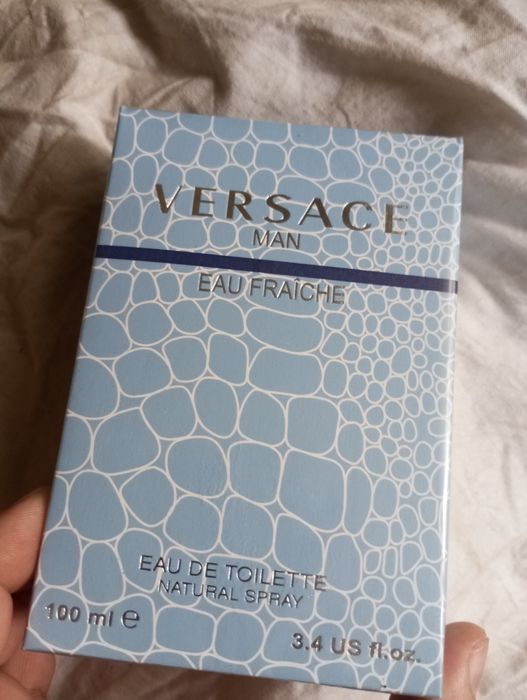 VERSACE
MAN
EAU FRAÎCHE
EAU DE TOILETTE
NATURAL SPRAY
100 ml e
3.4 US fl.oz.